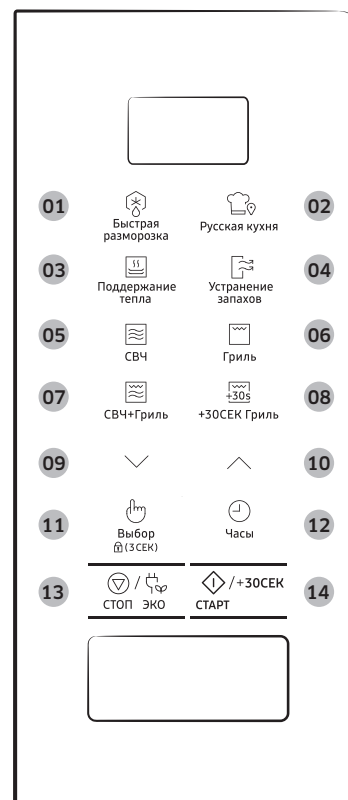 01
Быстрая
разморозка
Русская кухня
02
03
Поддержание
тепла
Устранение
запахов
04
05
СВЧ
Гриль
06
07
СВЧ+Гриль
+30s
+30СЕК Гриль
08
09
10
11
Выбор
(3СЕК)
Часы
12
13
/
СТОП ЭКО
/+30СЕК
СТАРТ
14